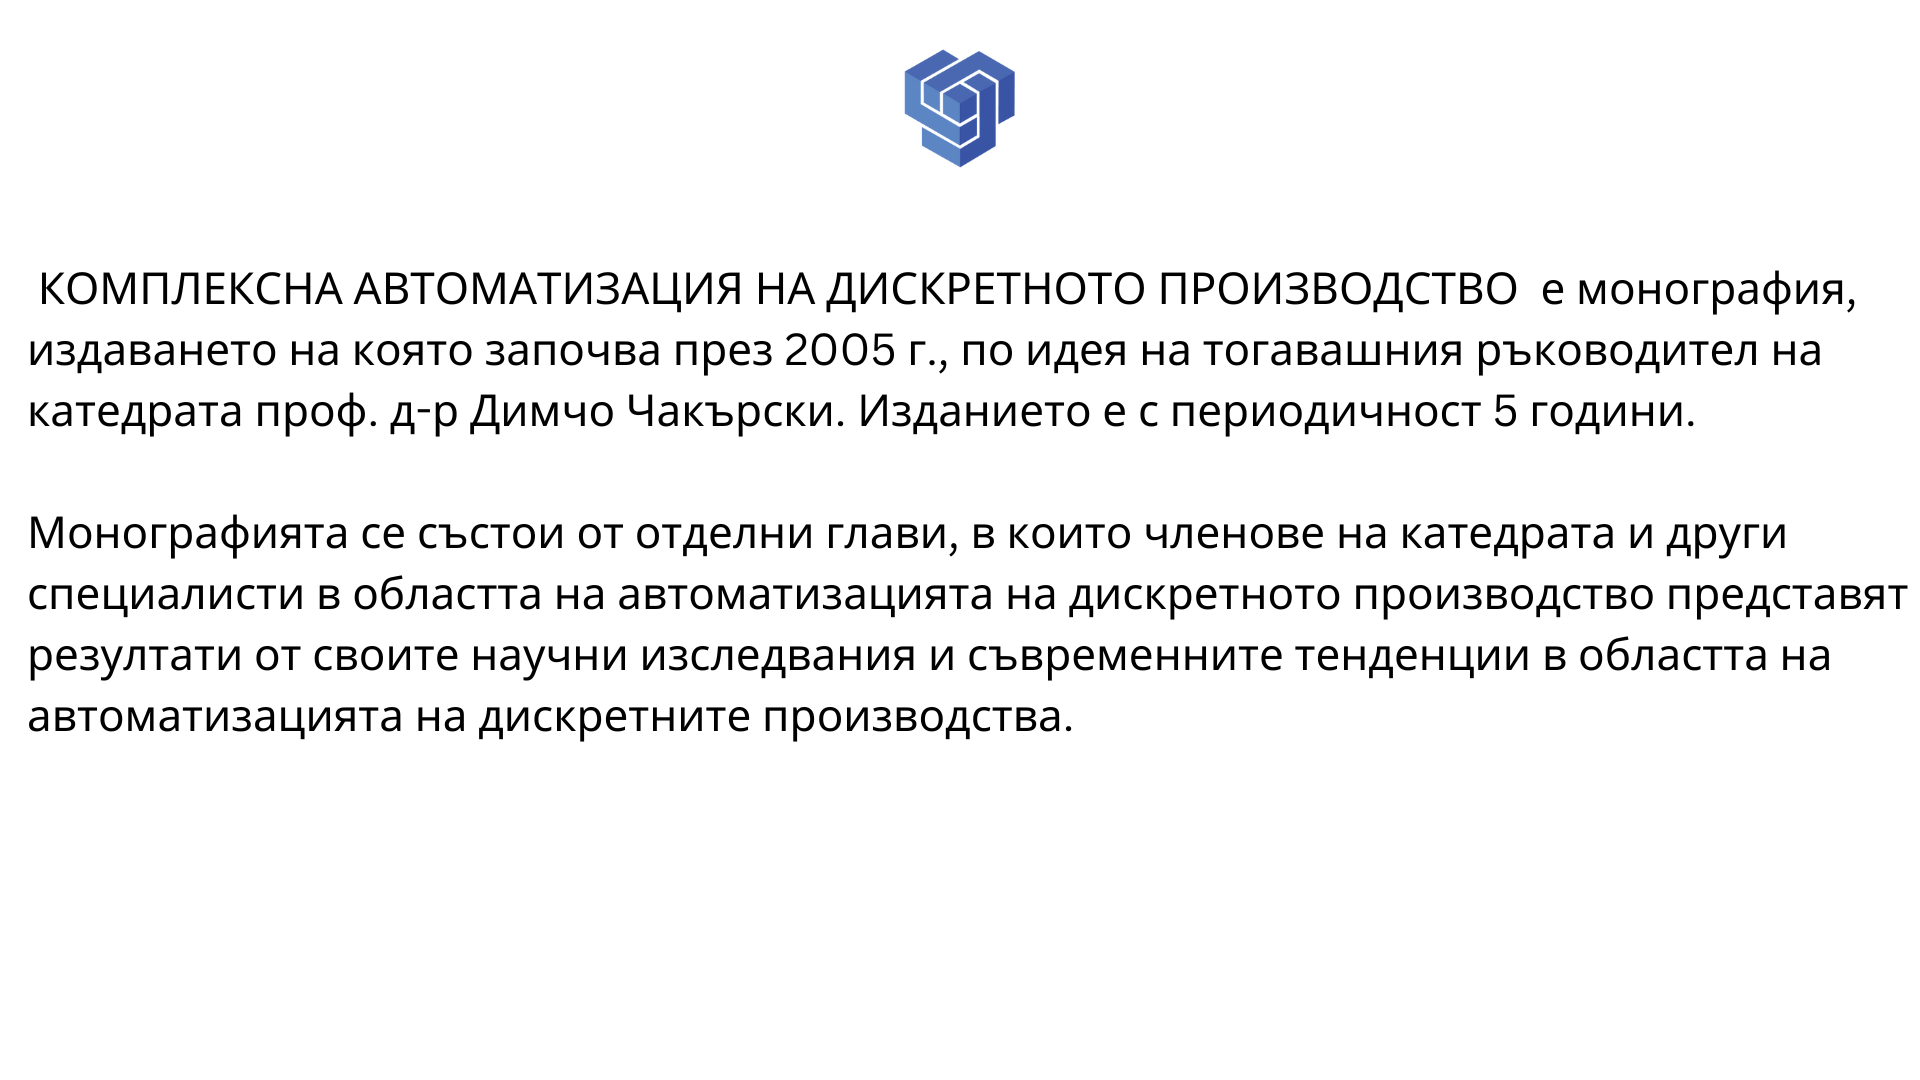 КОМПЛЕКСНА АВТОМАТИЗАЦИЯ НА ДИСКРЕТНОТО ПРОИЗВОДСТВО е монография,
издаването на която започва през 2005 г., по идея на тогавашния ръководител на
катедрата проф. д-р Димчо Чакърски. Изданието е с периодичност 5 години.
Монографията се състои от отделни глави, в които членове на катедрата и други
специалисти в областта на автоматизацията на дискретното производство представят
резултати от своите научни изследвания и съвременните тенденции в областта на
автоматизацията на дискретните производства.